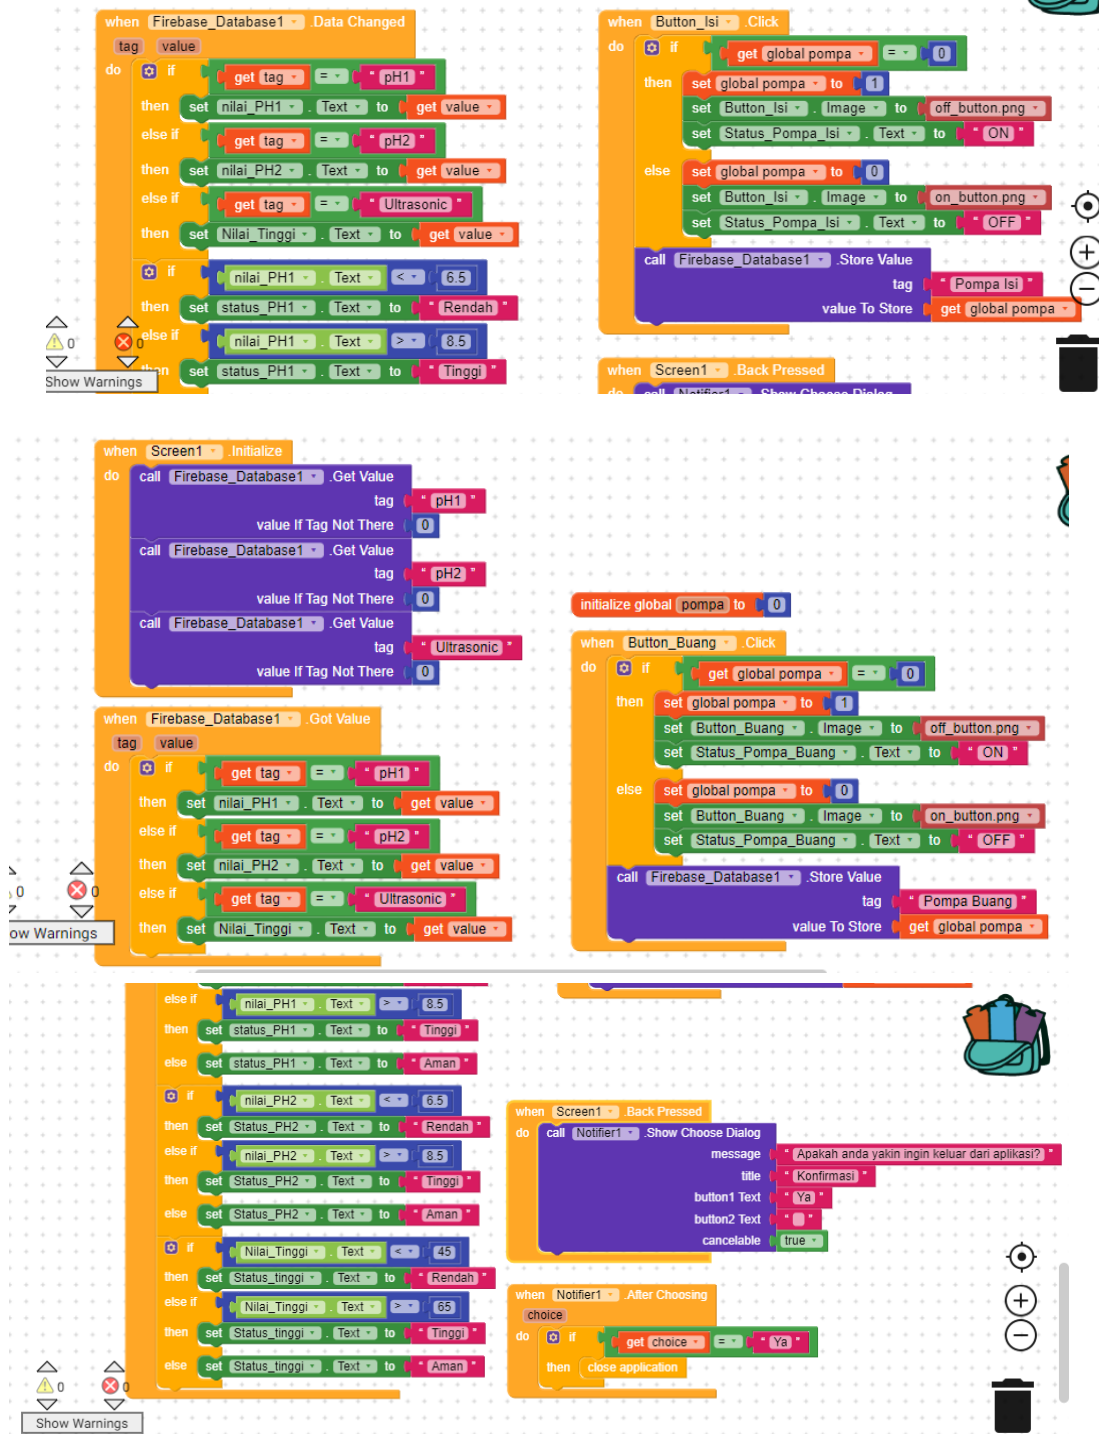 when Firebase_Database1 .Data Changed
tag value
do if get tag = " pH1 "
then set nilai_PH1 . Text to get value
else if get tag = " pH2 "
then set nilai_PH2 . Text to get value
else if get tag = " Ultrasonic "
then set Nilai_Tinggi . Text to get value
if nilai_PH1 . Text < 6.5
then set status_PH1 . Text to " Rendah "
else if nilai_PH1 . Text > 8.5
then set status_PH1 . Text to " Tinggi "
0 0
Show Warnings
when Button_Isi .Click
do if get global pompa = 0
then set global pompa to 1
set Button_Isi . Image to off_button.png
set Status_Pompa_Isi . Text to " ON "
else set global pompa to 0
set Button_Isi . Image to on_button.png
set Status_Pompa_Isi . Text to " OFF "
call Firebase_Database1 .Store Value
tag " Pompa Isi "
value To Store get global pompa
when Screen1 .Back Pressed
do call Notifier1 .Show Choose Dialog
when Screen1 .Initialize
do call Firebase_Database1 .Get Value
tag " pH1 "
value If Tag Not There 0
call Firebase_Database1 .Get Value
tag " pH2 "
value If Tag Not There 0
call Firebase_Database1 .Get Value
tag " Ultrasonic "
value If Tag Not There 0
when Firebase_Database1 .Got Value
tag value
do if get tag = " pH1 "
then set nilai_PH1 . Text to get value
else if get tag = " pH2 "
then set nilai_PH2 . Text to get value
else if get tag = " Ultrasonic "
then set Nilai_Tinggi . Text to get value
0 0
ow Warnings
initialize global pompa to 0
when Button_Buang .Click
do if get global pompa = 0
then set global pompa to 1
set Button_Buang . Image to off_button.png
set Status_Pompa_Buang . Text to " ON "
else set global pompa to 0
set Button_Buang . Image to on_button.png
set Status_Pompa_Buang . Text to " OFF "
call Firebase_Database1 .Store Value
tag " Pompa Buang "
value To Store get global pompa
else if nilai_PH1 . Text > 8.5
then set status_PH1 . Text to " Tinggi "
else set status_PH1 . Text to " Aman "
if nilai_PH2 . Text < 6.5
then set Status_PH2 . Text to " Rendah "
else if nilai_PH2 . Text > 8.5
then set Status_PH2 . Text to " Tinggi "
else set Status_PH2 . Text to " Aman "
if Nilai_Tinggi . Text < 45
then set Status_tinggi . Text to " Rendah "
else if Nilai_Tinggi . Text > 65
then set Status_tinggi . Text to " Tinggi "
else set Status_tinggi . Text to " Aman "
0 0
Show Warnings
when Screen1 .Back Pressed
do call Notifier1 .Show Choose Dialog
message " Apakah anda yakin ingin keluar dari aplikasi? "
title " Konfirmasi "
button1 Text " Ya "
button2 Text " "
cancelable true
when Notifier1 .After Choosing
choice
do if get choice = " Ya "
then close application